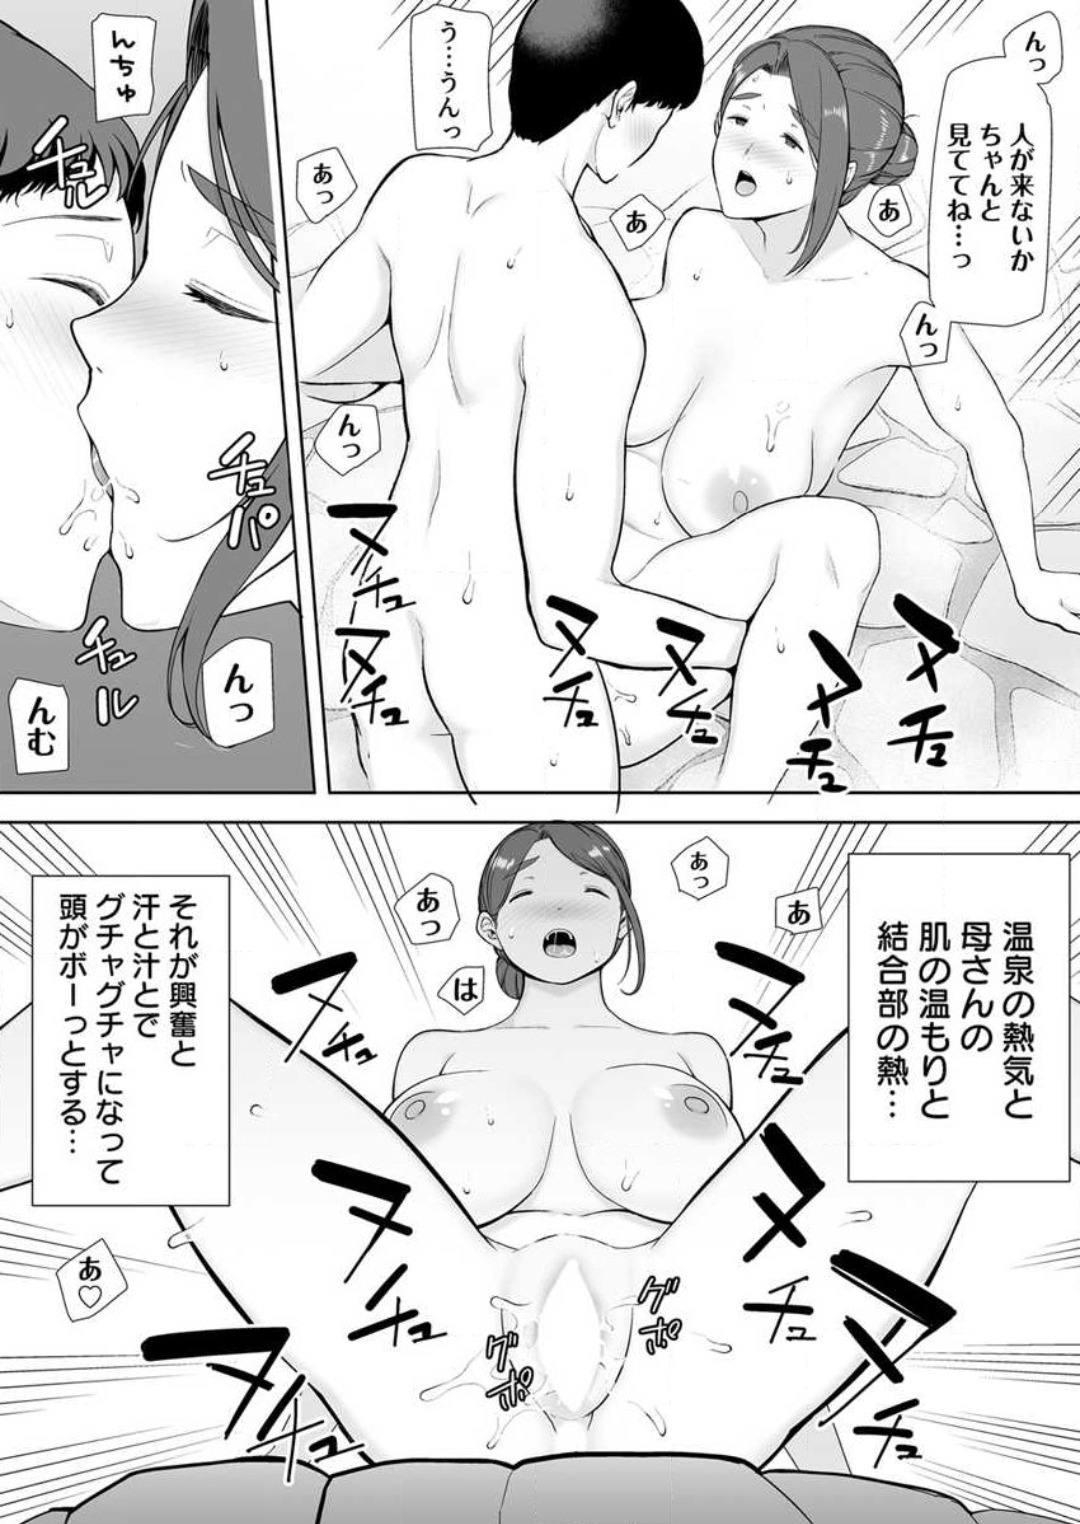 んっ
人が来ないか
ちゃんと
見ててね…っ
んっ
あ
あ
う…うんっ
あっ
んっ
ヌチュ
ヌチュ
ヌチュ
ヌチュ
ヌチュ
ヌチュ
んちゅ
チュル
チュパ
チュル
んっ
んむ
温泉の熱気と
母さんの
肌の温もりと
結合部の熱…
あっ
あ
あっ
は
ヌチュ
ヌチュ
ヌチュ
ヌチュ
ヌチュ
ヌチュ
グポ
グポ
それが興奮と
汗と汁とで
グチャグチャになって
頭がボーっとする…
あ♡